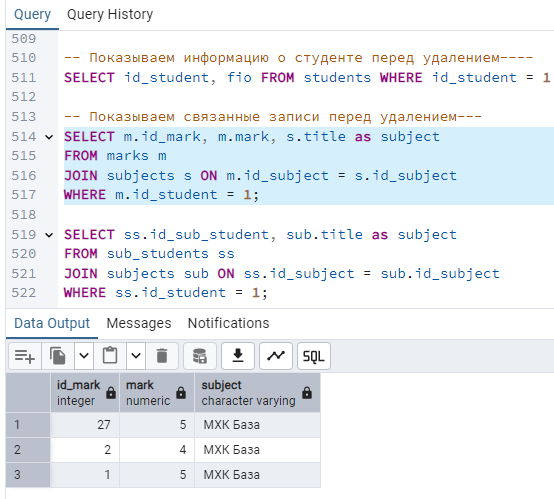 Query Query History
509
510 -- Показываем информацию о студенте перед удалением----
511 SELECT id_student, fio FROM students WHERE id_student = 1
512
513 -- Показываем связанные записи перед удалением---
514 SELECT m.id_mark, m.mark, s.title as subject
515 FROM marks m
516 JOIN subjects s ON m.id_subject = s.id_subject
517 WHERE m.id_student = 1;
518
519 SELECT ss.id_sub_student, sub.title as subject
520 FROM sub_students ss
521 JOIN subjects sub ON ss.id_subject = sub.id_subject
522 WHERE ss.id_student = 1;
Data Output Messages Notifications
SQL
id_mark mark subject
integer numeric character varying
1 27 5 МХК База
2 2 4 МХК База
3 1 5 МХК База